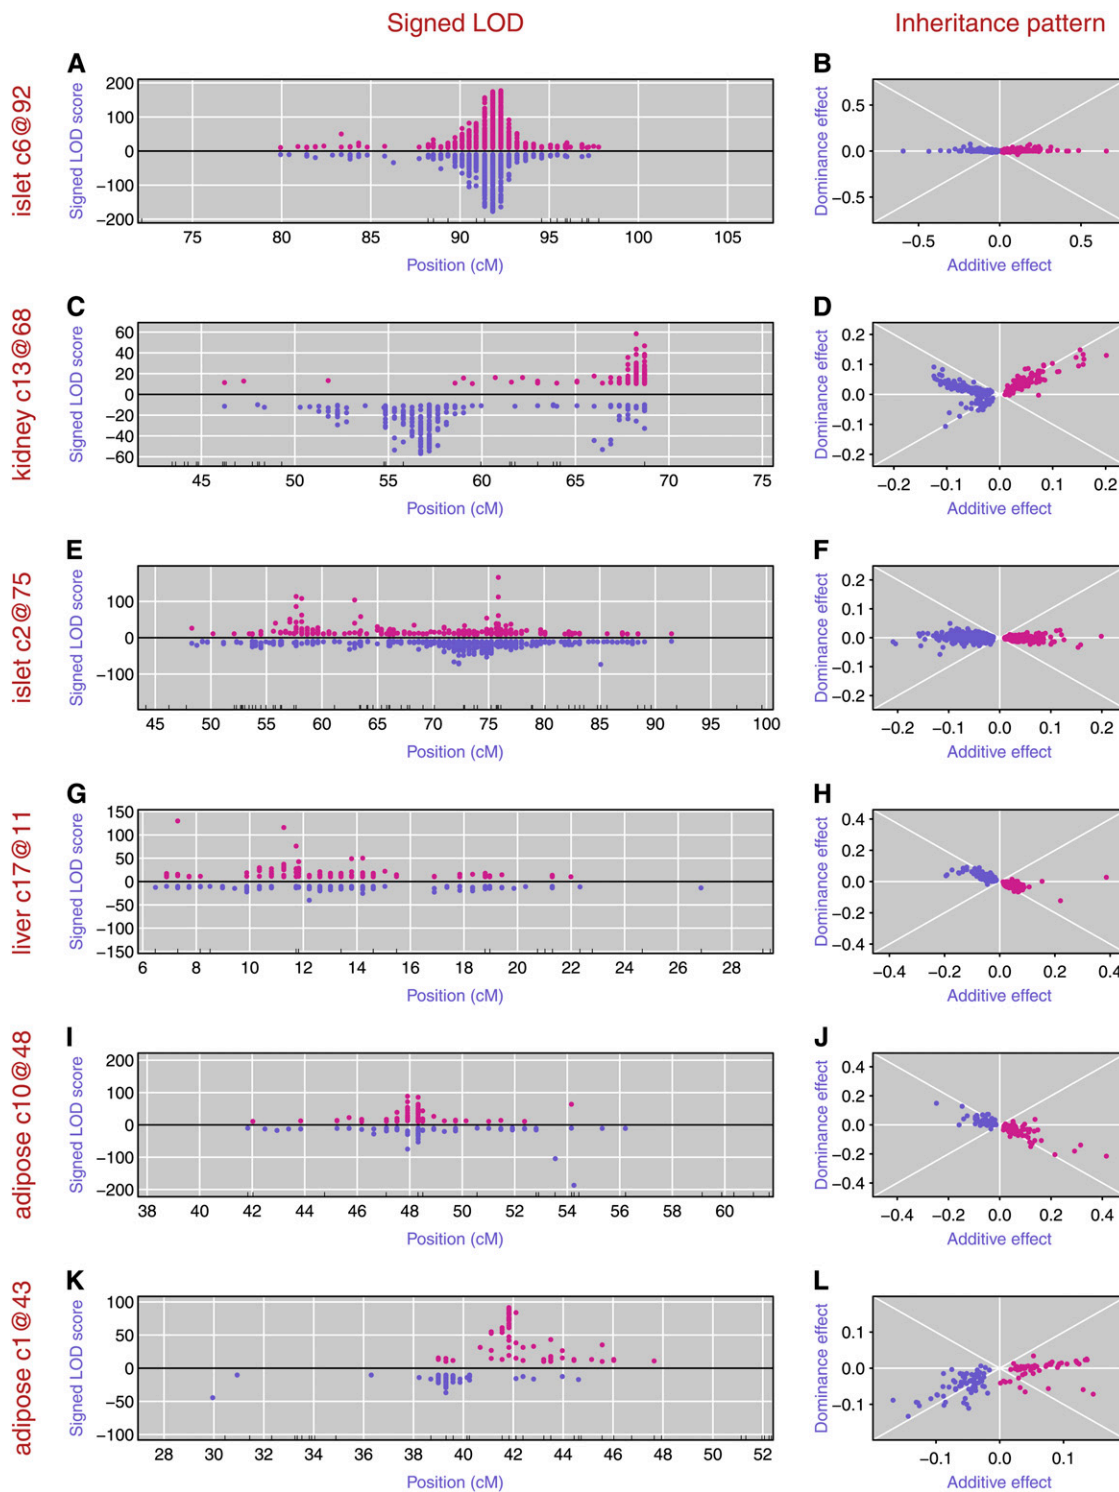 Signed LOD
Inheritance pattern
islet c6@92
A
Signed LOD score
200
100
0
−100
−200
75 80 85 90 95 100 105
Position (cM)
B
Dominance effect
0.5
0.0
−0.5
−0.5 0.0 0.5
Additive effect
kidney c13@68
C
Signed LOD score
60
40
20
0
−20
−40
−60
45 50 55 60 65 70 75
Position (cM)
D
Dominance effect
0.2
0.1
0.0
−0.1
−0.2
−0.2 −0.1 0.0 0.1 0.2
Additive effect
islet c2@75
E
Signed LOD score
100
0
−100
45 50 55 60 65 70 75 80 85 90 95 100
Position (cM)
F
Dominance effect
0.2
0.1
0.0
−0.1
−0.2
−0.2 −0.1 0.0 0.1 0.2
Additive effect
liver c17@11
G
Signed LOD score
150
100
50
0
−50
−100
−150
6 8 10 12 14 16 18 20 22 24 26 28
Position (cM)
H
Dominance effect
0.4
0.2
0.0
−0.2
−0.4
−0.4 −0.2 0.0 0.2 0.4
Additive effect
adipose c10@48
I
Signed LOD score
200
100
0
−100
−200
38 40 42 44 46 48 50 52 54 56 58 60
Position (cM)
J
Dominance effect
0.4
0.2
0.0
−0.2
−0.4
−0.4 −0.2 0.0 0.2 0.4
Additive effect
adipose c1@43
K
Signed LOD score
100
50
0
−50
−100
28 30 32 34 36 38 40 42 44 46 48 50 52
Position (cM)
L
Dominance effect
0.1
0.0
−0.1
−0.1 0.0 0.1
Additive effect